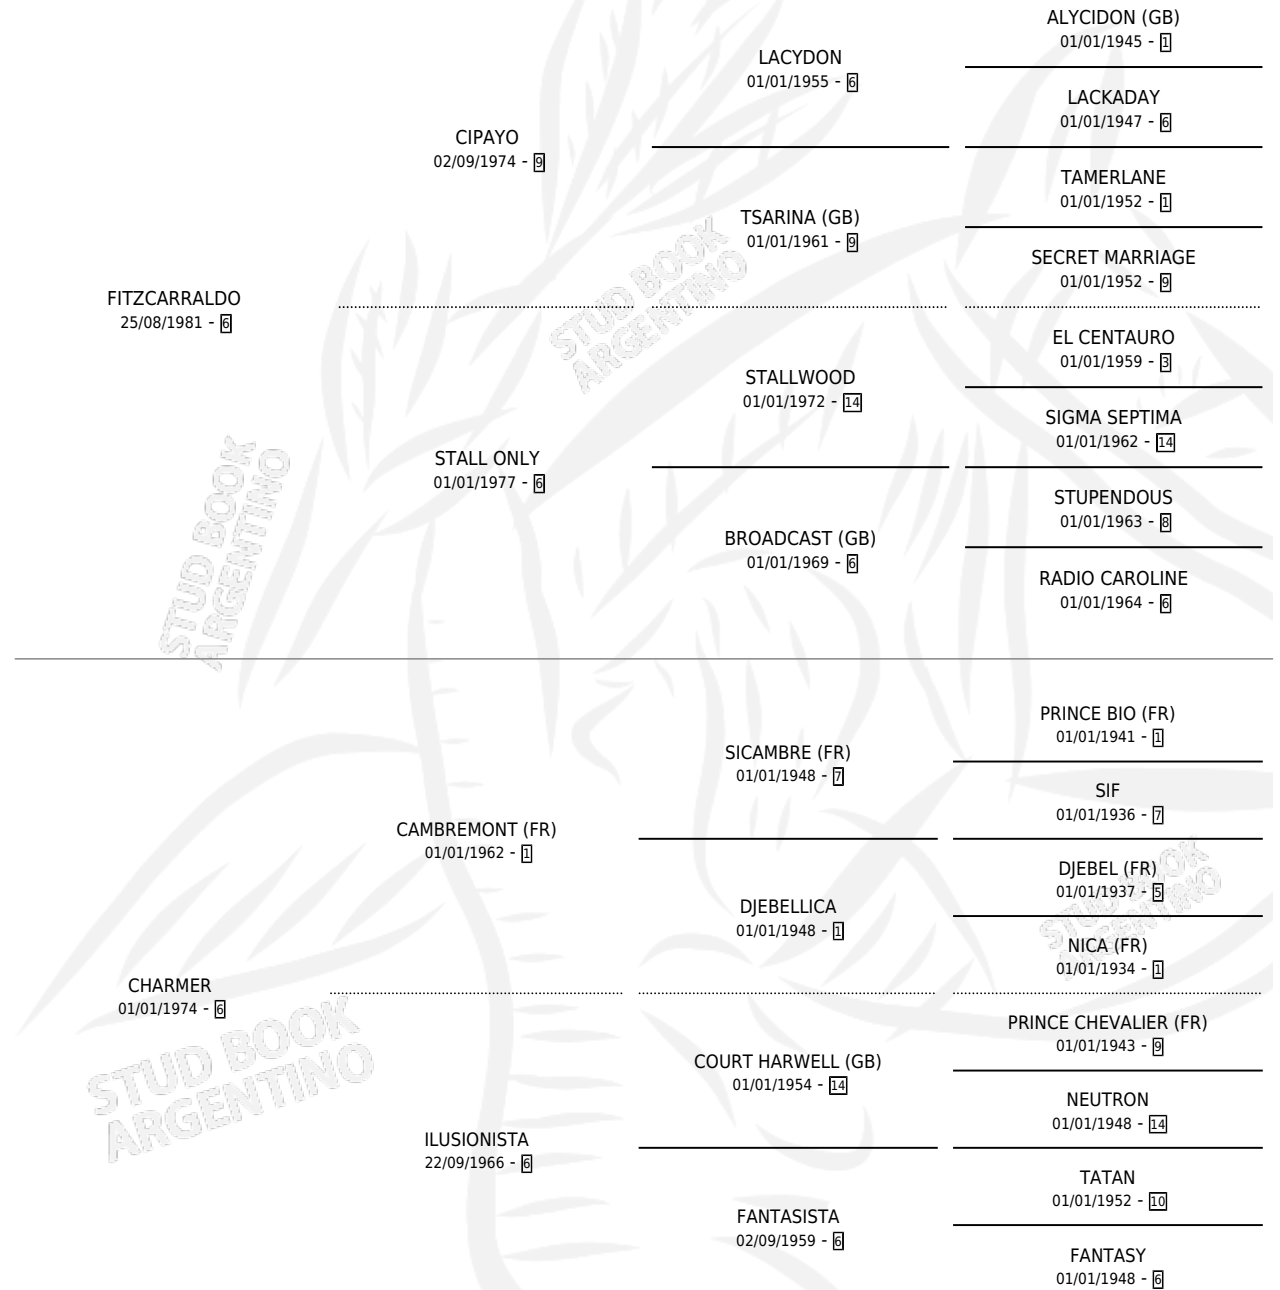 ALYCIDON (GB)
01/01/1945 - 1
LACYDON
01/01/1955 - 6
LACKADAY
01/01/1947 - 6
CIPAYO
02/09/1974 - 9
TAMERLANE
01/01/1952 - 1
TSARINA (GB)
01/01/1961 - 9
SECRET MARRIAGE
01/01/1952 - 9
FITZCARRALDO
25/08/1981 - 6
EL CENTAURO
01/01/1959 - 3
STALLWOOD
01/01/1972 - 14
SIGMA SEPTIMA
01/01/1962 - 14
STALL ONLY
01/01/1977 - 6
STUPENDOUS
01/01/1963 - 8
BROADCAST (GB)
01/01/1969 - 6
RADIO CAROLINE
01/01/1964 - 6
PRINCE BIO (FR)
01/01/1941 - 1
SICAMBRE (FR)
01/01/1948 - 7
SIF
01/01/1936 - 7
CAMBREMONT (FR)
01/01/1962 - 1
DJEBEL (FR)
01/01/1937 - 5
DJEBELLICA
01/01/1948 - 1
NICA (FR)
01/01/1934 - 1
CHARMER
01/01/1974 - 6
PRINCE CHEVALIER (FR)
01/01/1943 - 9
COURT HARWELL (GB)
01/01/1954 - 14
NEUTRON
01/01/1948 - 14
ILUSIONISTA
22/09/1966 - 6
TATAN
01/01/1952 - 10
FANTASISTA
02/09/1959 - 6
FANTASY
01/01/1948 - 6
STUD BOOK
ARGENTINO
STUD BOOK
ARGENTINO
STUD BOOK
ARGENTINO
STUD BOOK
ARGENTINO